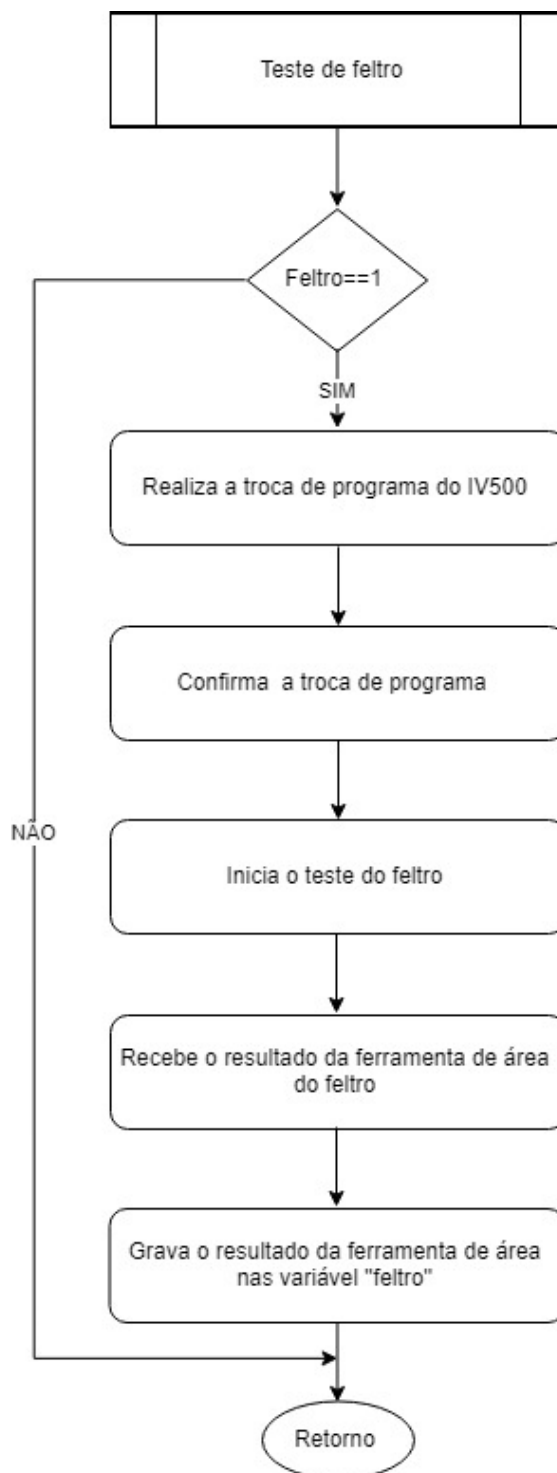 Teste de feltro
Feltro==1
SIM
Realiza a troca de programa do IV500
Confirma a troca de programa
NÃO
Inicia o teste do feltro
Recebe o resultado da ferramenta de área
do feltro
Grava o resultado da ferramenta de área
nas variável "feltro"
Retorno